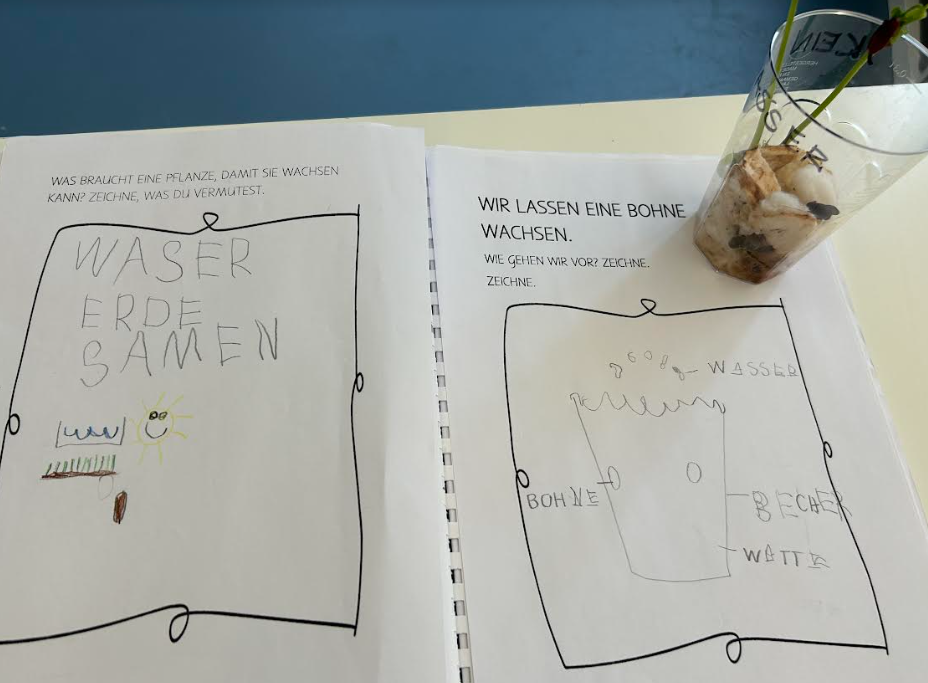 WAS BRAUCHT EINE PFLANZE, DAMIT SIE WACHSEN
KANN? ZEICHNE, WAS DU VERMUTEST.
WASER
ERDE
SAMEN
WIR LASSEN EINE BOHNE
WACHSEN.
WIE GEHEN WIR VOR? ZEICHNE.
ZEICHNE.
WASSER
BOHNE
BECHER
WATTE
KEIN